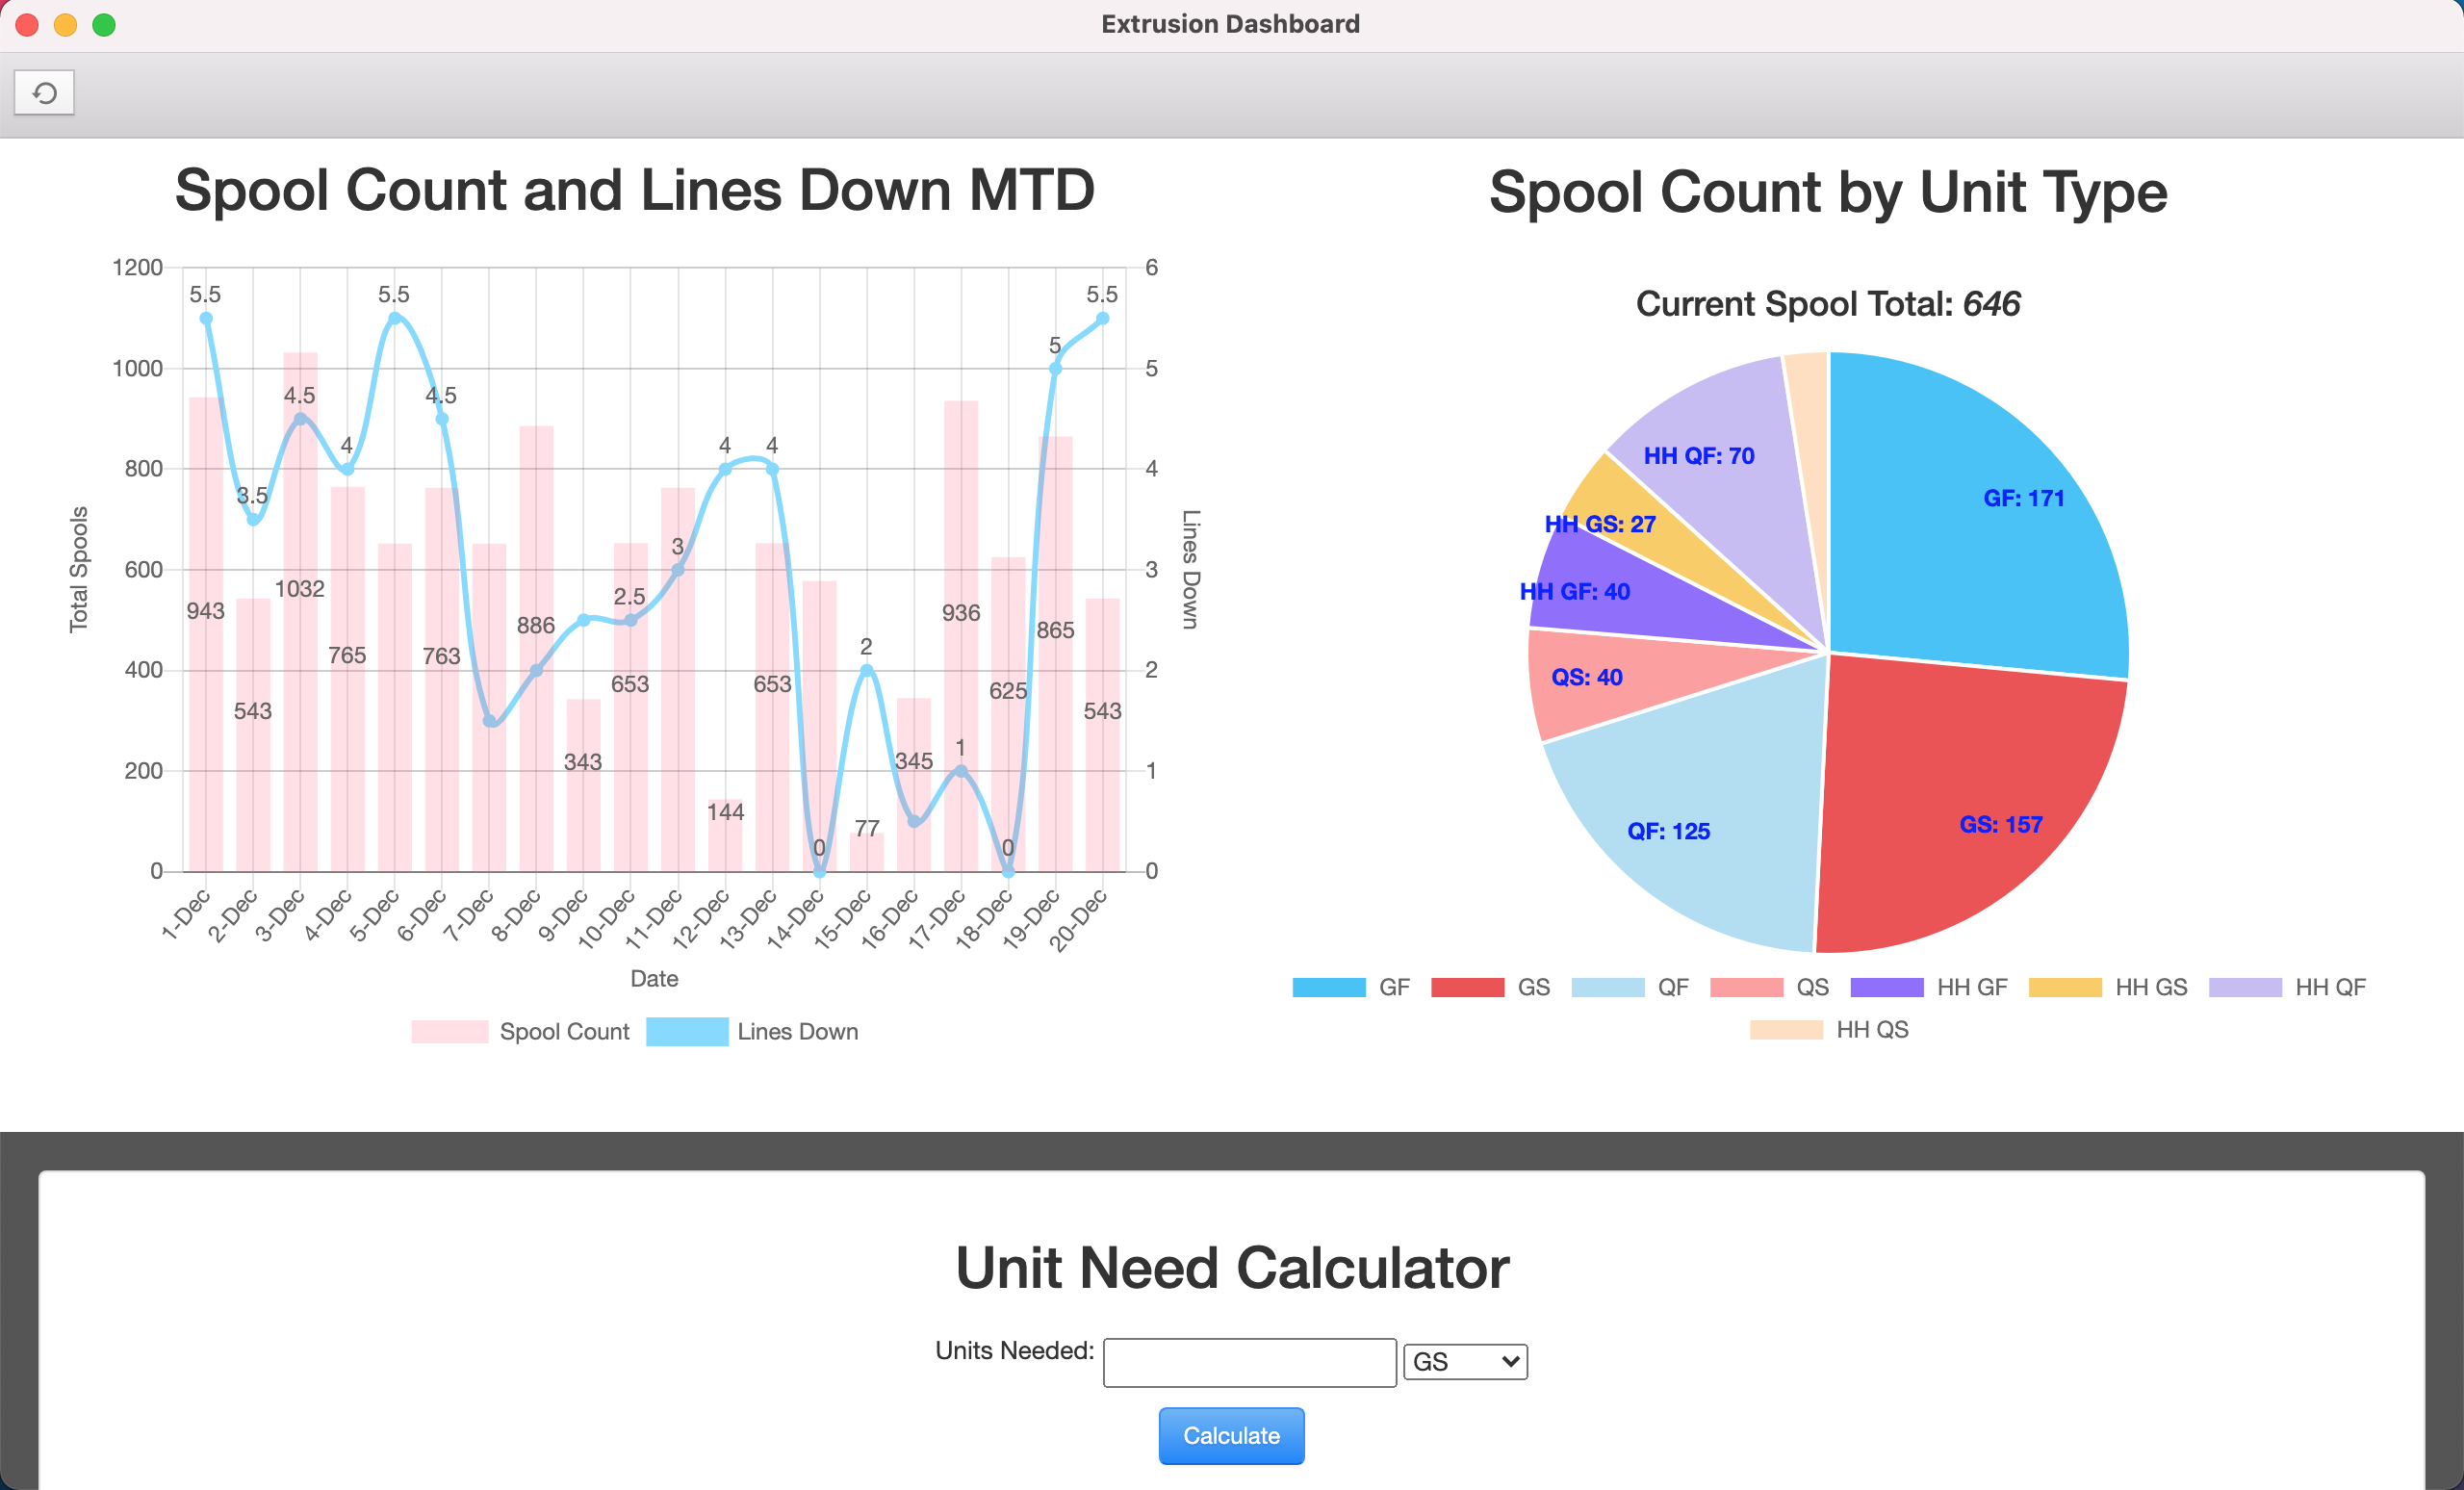 Extrusion Dashboard
Spool Count and Lines Down MTD
1200
1000
800
600
400
200
0
Total Spools
6
5
4
3
2
1
0
Lines Down
5.5
3.5
4.5
4
5.5
4.5
2.5
3
4
4
0
2
1
0
5
5.5
943
543
1032
765
763
886
343
653
144
653
77
345
936
625
865
543
1-Dec
2-Dec
3-Dec
4-Dec
5-Dec
6-Dec
7-Dec
8-Dec
9-Dec
10-Dec
11-Dec
12-Dec
13-Dec
14-Dec
15-Dec
16-Dec
17-Dec
18-Dec
19-Dec
20-Dec
Date
Spool Count
Lines Down
Spool Count by Unit Type
Current Spool Total: 646
HH QF: 70
GF: 171
HH GS: 27
HH GF: 40
QS: 40
GS: 157
QF: 125
GF GS QF QS HH GF HH GS HH QF
HH QS
Unit Need Calculator
Units Needed:
GS
Calculate